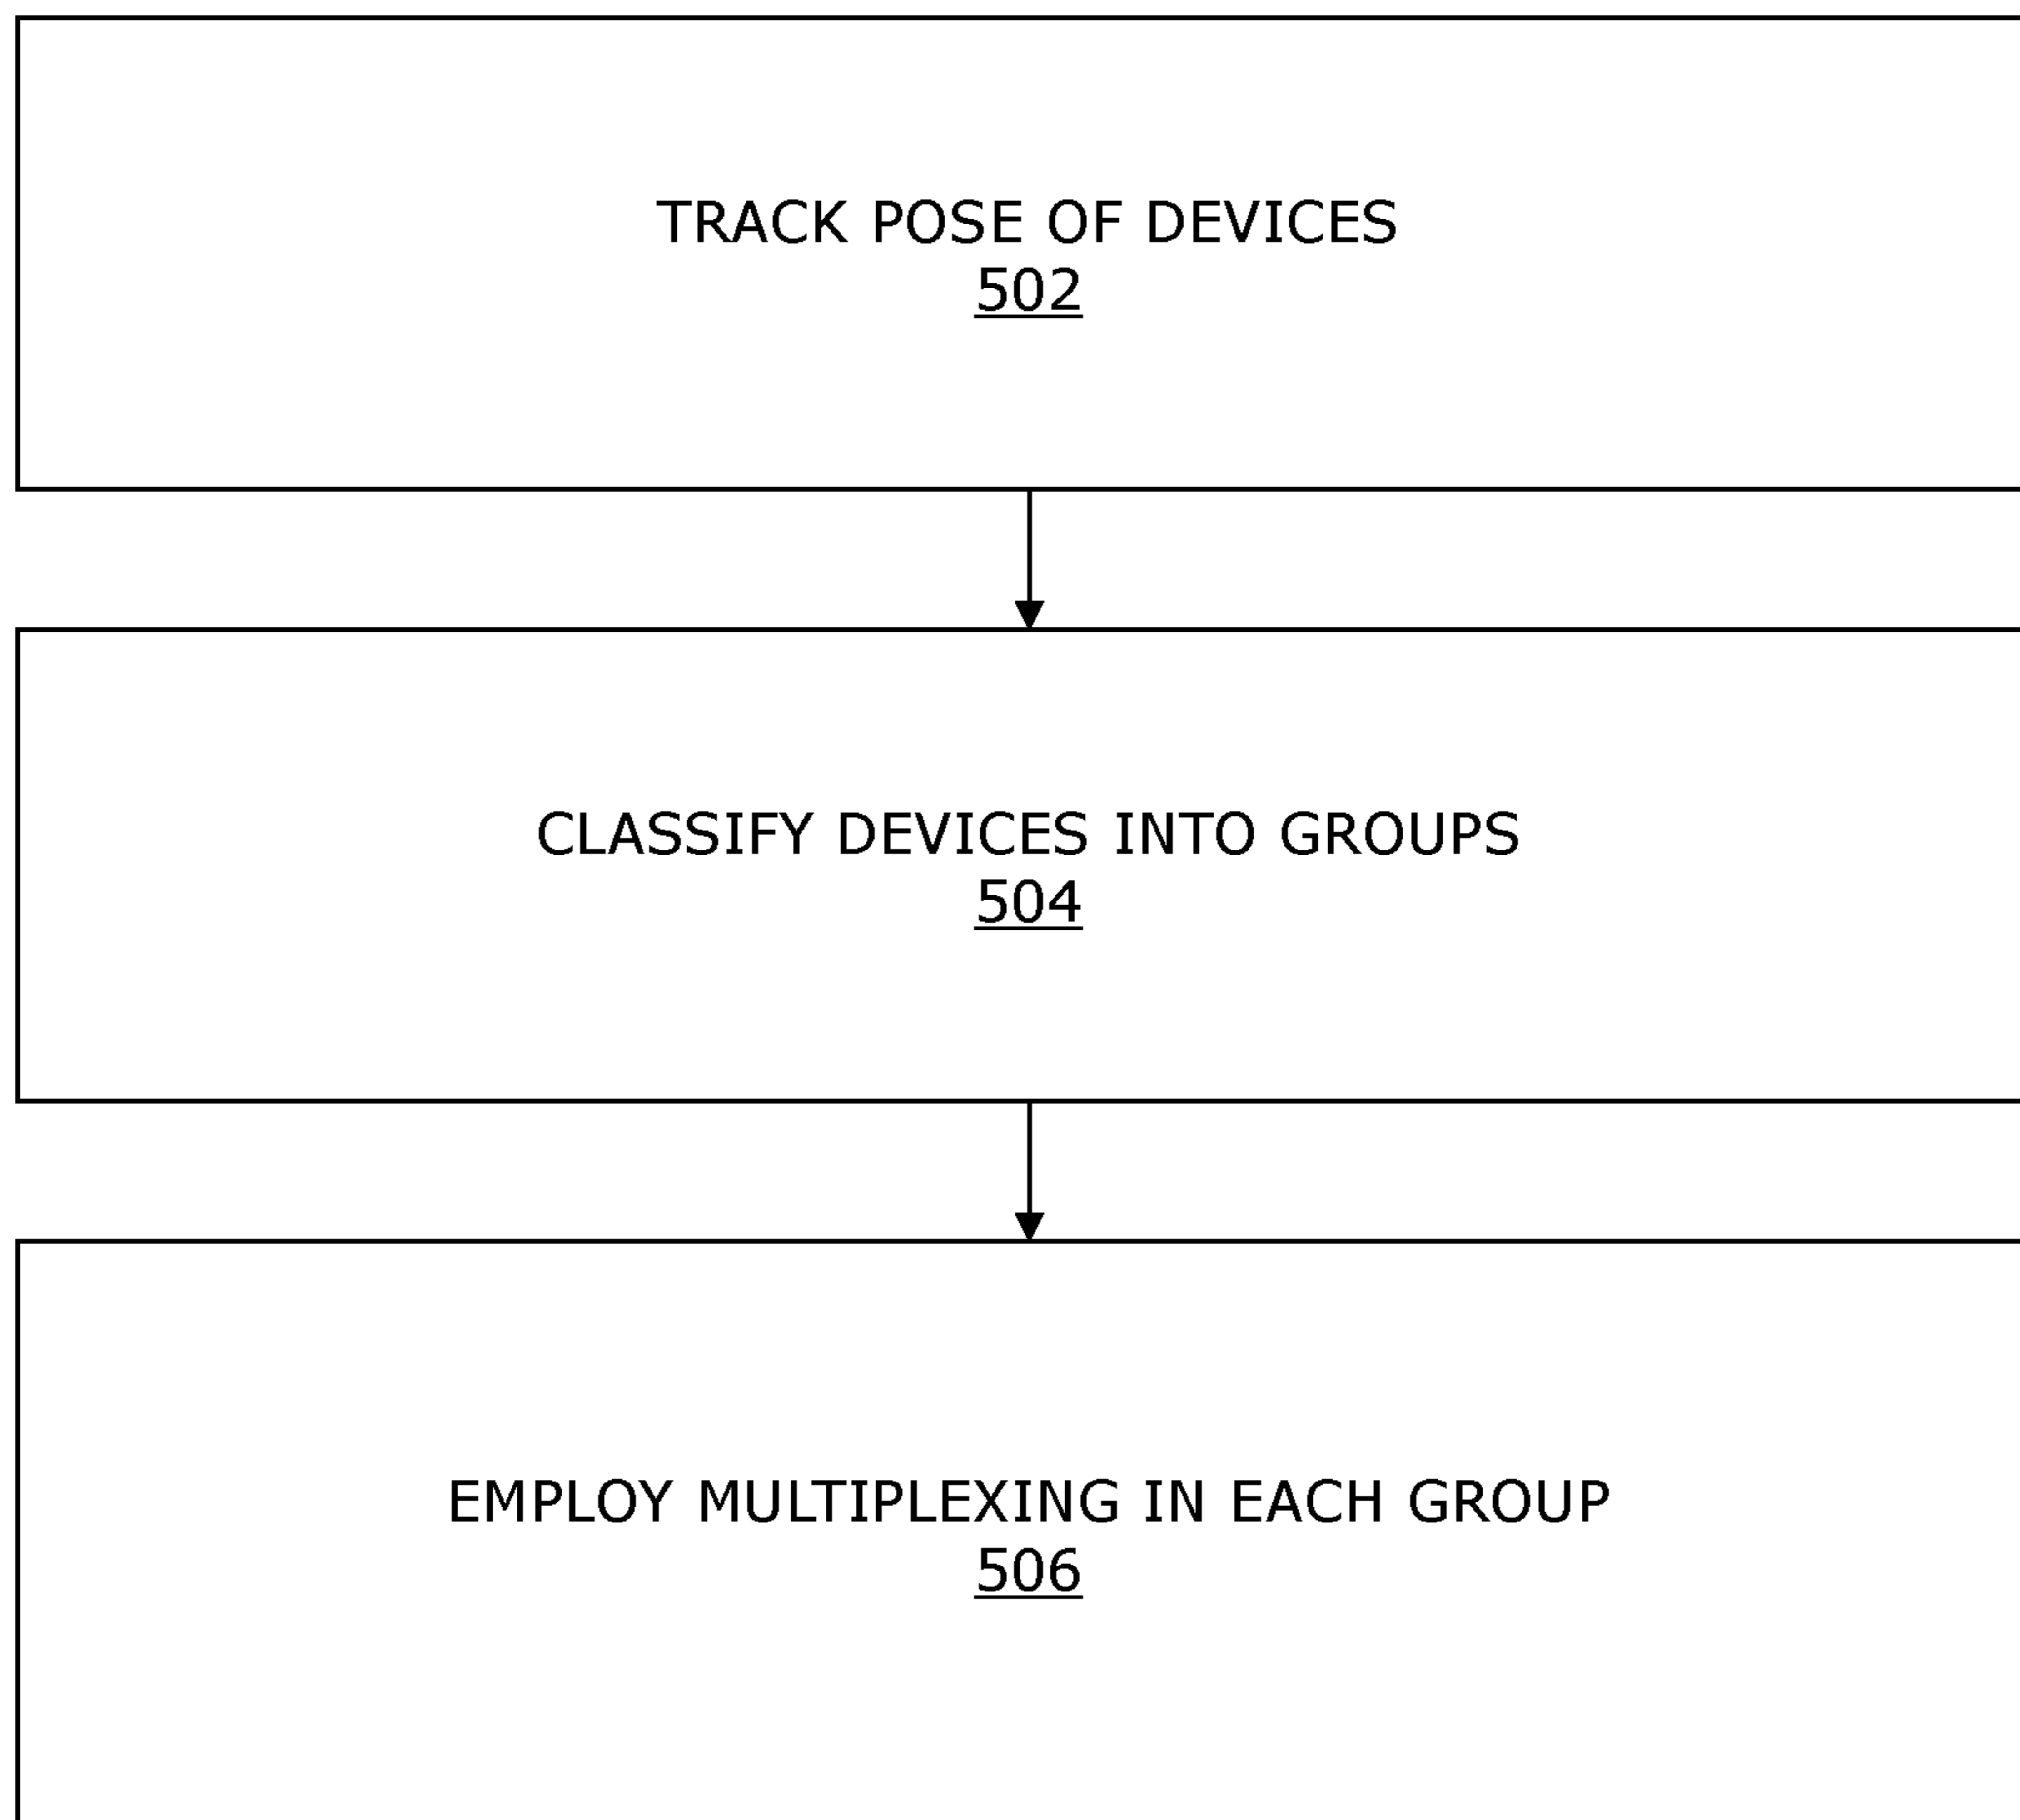 TRACK POSE OF DEVICES
502
CLASSIFY DEVICES INTO GROUPS
504
EMPLOY MULTIPLEXING IN EACH GROUP
506